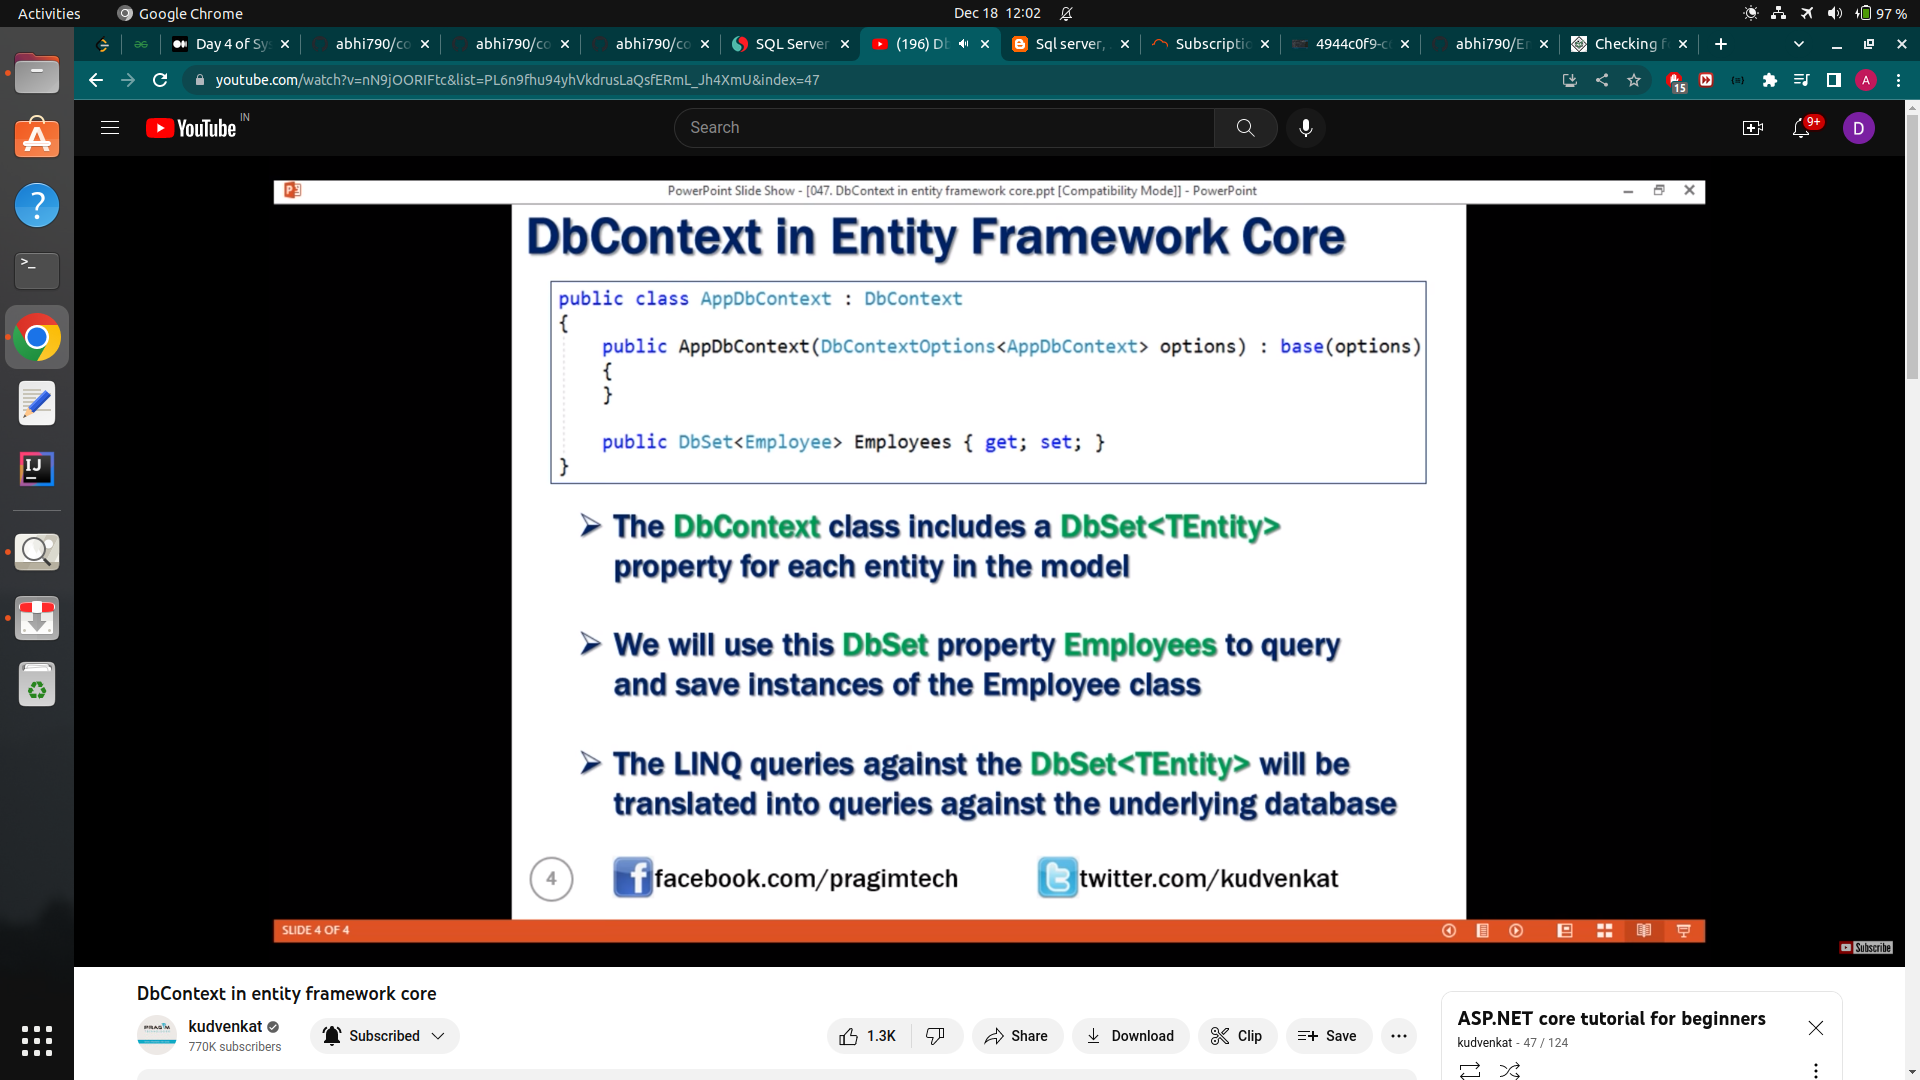 Activities
Google Chrome
Dec 18 12:02
97 %
Day 4 of Sys
abhi790/co
abhi790/co
abhi790/co
SQL Server
(196) Db
Sql server, .
Subscriptio
4944c0f9-c
abhi790/En
Checking f
youtube.com/watch?v=nN9jOORIFtc&list=PL6n9fhu94yhVkdrusLaQsfERmL_Jh4XmU&index=47
15
A
YouTube IN
Search
9+
D
PowerPoint Slide Show - [047. DbContext in entity framework core.ppt [Compatibility Mode]] - PowerPoint
DbContext in Entity Framework Core
public class AppDbContext : DbContext
{
public AppDbContext(DbContextOptions<AppDbContext> options) : base(options)
{
}
public DbSet<Employee> Employees { get; set; }
}
The DbContext class includes a DbSet<TEntity>
property for each entity in the model
We will use this DbSet property Employees to query
and save instances of the Employee class
The LINQ queries against the DbSet<TEntity> will be
translated into queries against the underlying database
4
facebook.com/pragimtech
twitter.com/kudvenkat
SLIDE 4 OF 4
Subscribe
DbContext in entity framework core
PRAGIM
kudvenkat
770K subscribers
Subscribed
1.3K
Share
Download
Clip
Save
ASP.NET core tutorial for beginners
kudvenkat - 47 / 124